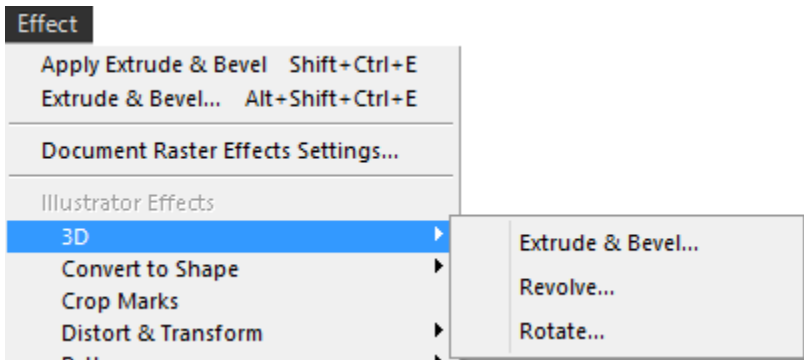 Effect
Apply Extrude & Bevel Shift+Ctrl+E
Extrude & Bevel... Alt+Shift+Ctrl+E
Document Raster Effects Settings...
Illustrator Effects
3D
Convert to Shape
Crop Marks
Distort & Transform
Extrude & Bevel...
Revolve...
Rotate...